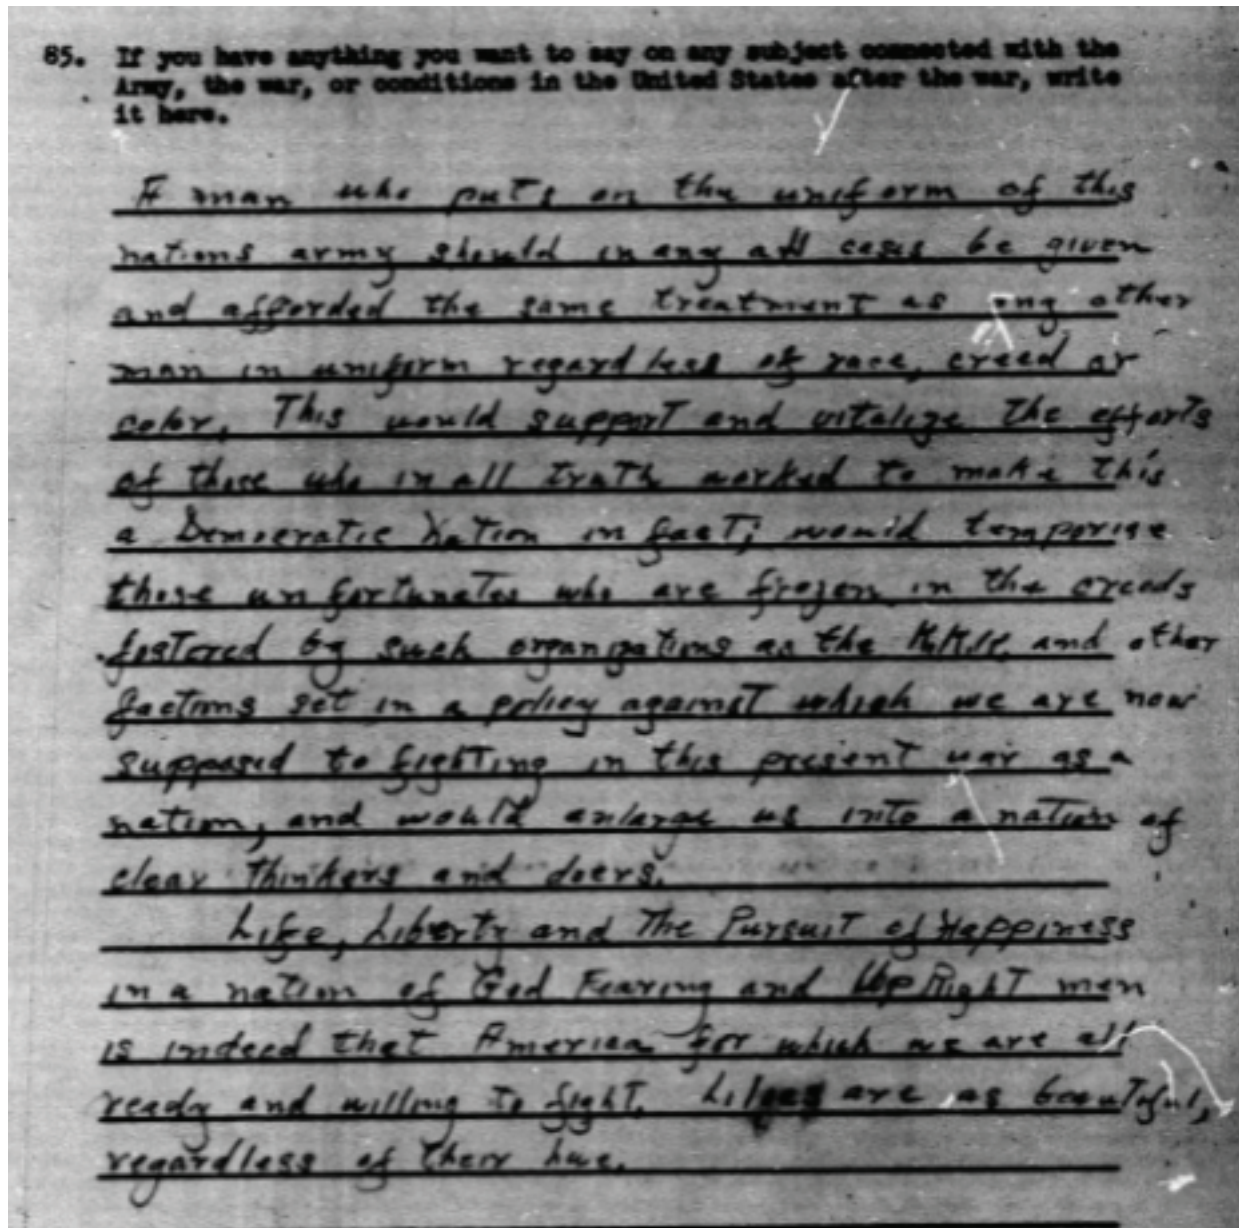 85. If you have anything you want to say on any subject connected with the
Army, the war, or conditions in the United States after the war, write
it here.
A man who puts on the uniform of this
nations army should in any all cases be given
and afforded the same treatment as any other
man in uniform regardless of race, creed or
color. This would support and vitalize the efforts
of those who in all truth worked to make this
a Democratic Nation in fact; would temporise
those unfortunates who are frozen in the creeds
fostered by such organizations as the K.K.K. and other
factions set in a policy against which we are now
supposed to fighting in this present war as a
nation, and would enlarge us into a nation of
clear thinkers and doers.
Life, Liberty and The Pursuit of Happiness
in a nation of God Fearing and UpRight men
is indeed that America for which we are all
ready and willing to fight. Lilies are as beautiful,
regardless of their hue.